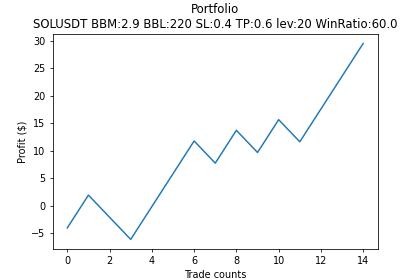 Portfolio
SOLUSDT BBM:2.9 BBL:220 SL:0.4 TP:0.6 lev:20 WinRatio:60.0
30
25
20
15
10
5
0
−5
Profit ($)
0 2 4 6 8 10 12 14
Trade counts